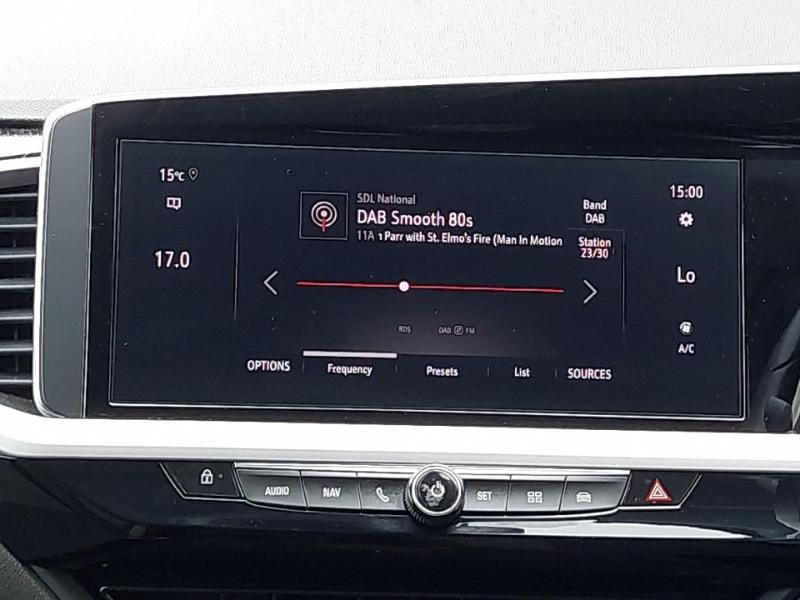 15°C
17.0
SDL National
DAB Smooth 80s
11A Parr with St. Elmo's Fire (Man In Motion
Band
DAB
Station
23/30
15:00
Lo
A/C
RDS
DAB FM
OPTIONS
Frequency
Presets
List
SOURCES
AUDIO
NAV
SET